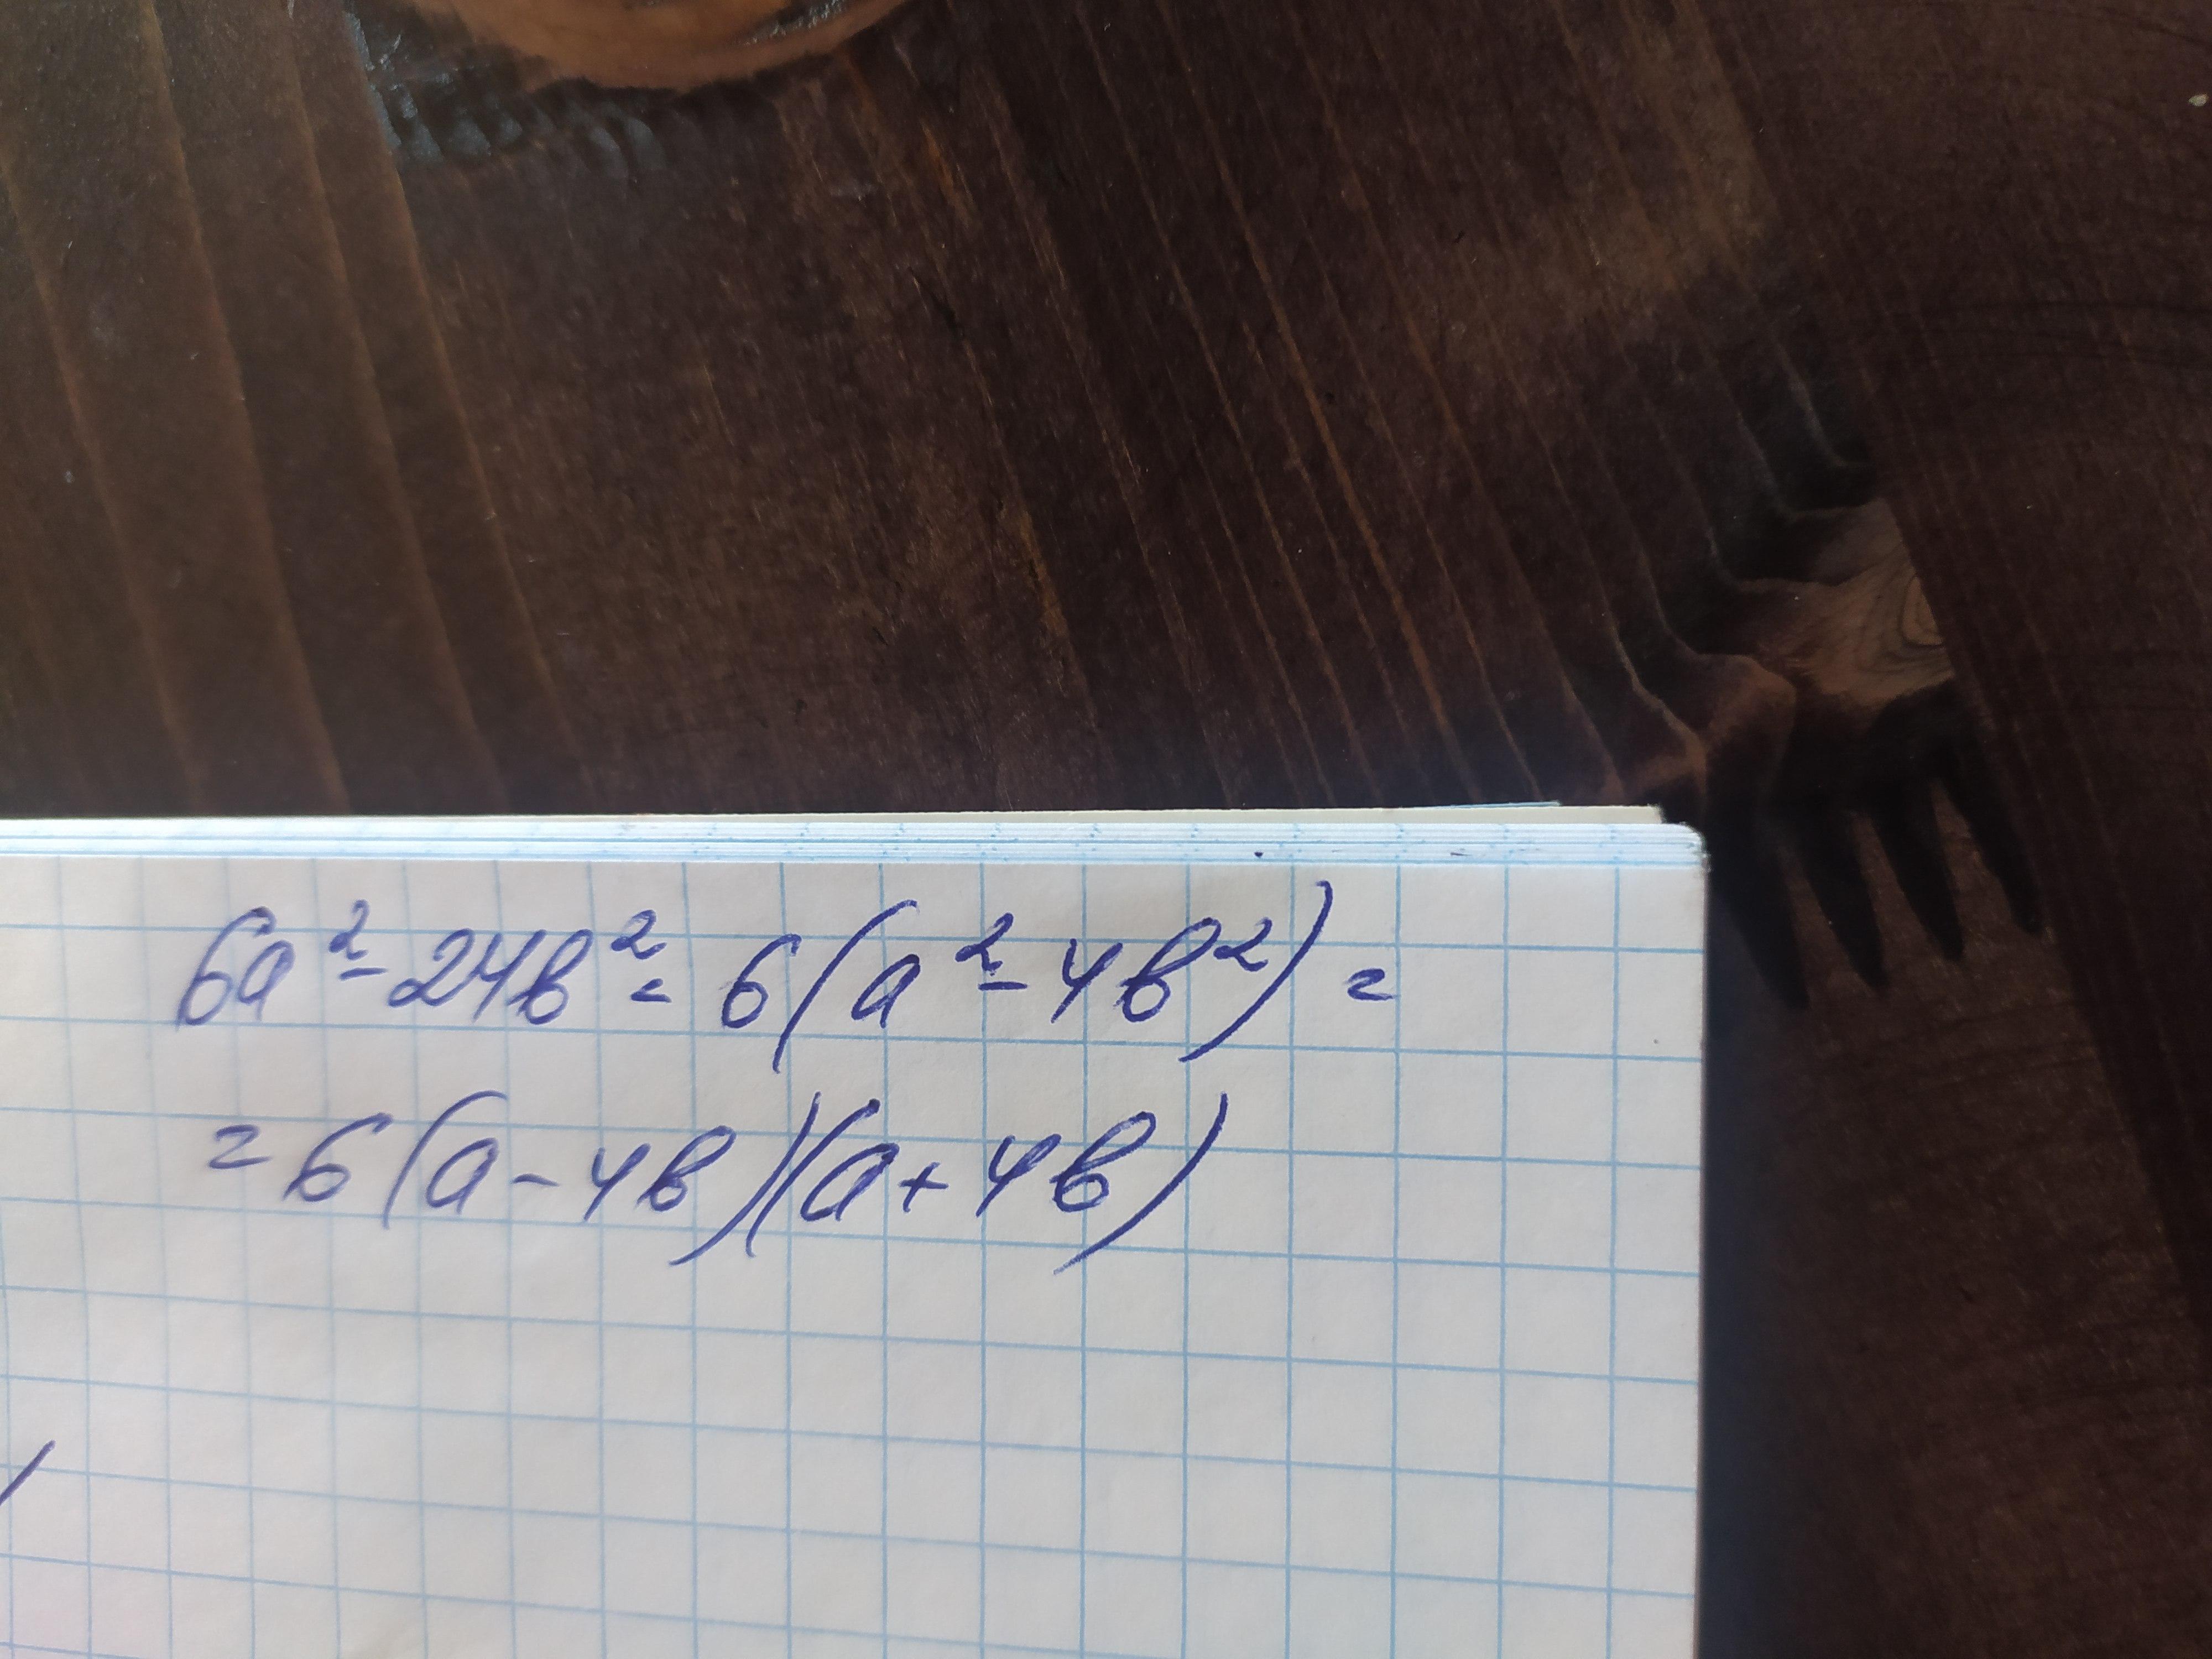 6a² - 24b² = 6(a² - 4b²) =
= 6(a - 4b)(a + 4b)